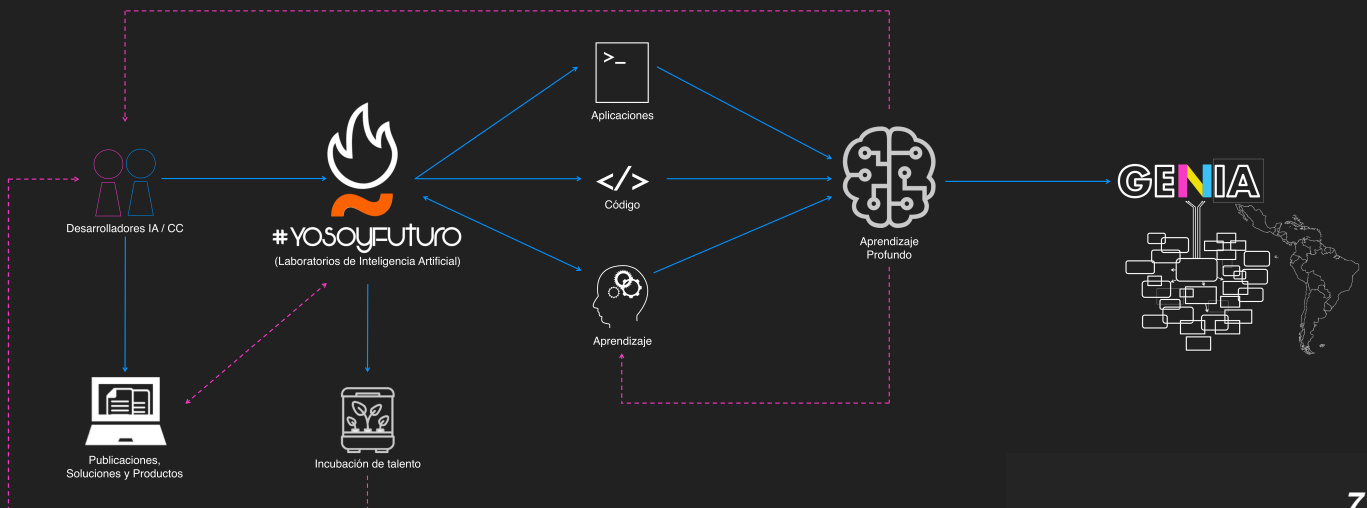 >_
Aplicaciones
</>
Código
Desarrolladores IA / CC
#YOSOYFUTURO
(Laboratorios de Inteligencia Artificial)
Aprendizaje
Aprendizaje
Profundo
GENIA
Publicaciones,
Soluciones y Productos
Incubación de talento
7